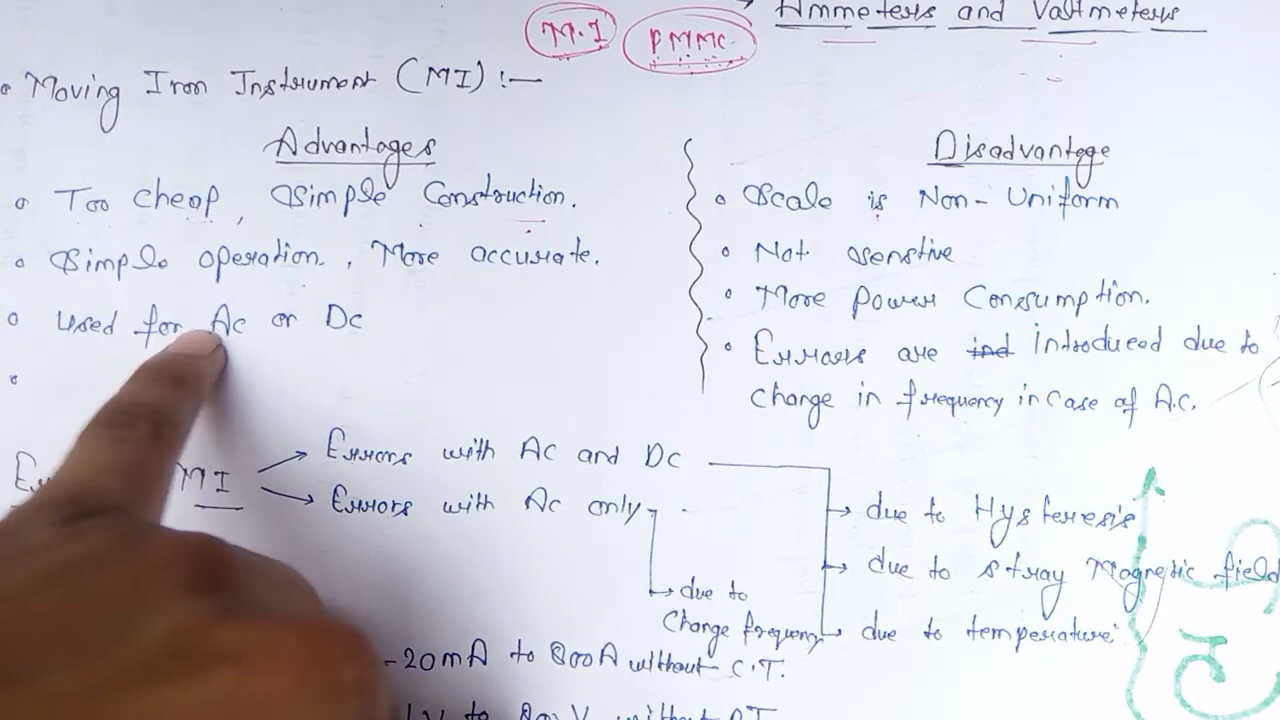 Ammeters and Voltmeters
M.I PMMC
• Moving Iron Instrument (MI) :—
Advantages
• Too cheap, Simple Construction.
• Simple operation, More accurate.
• Used for Ac or Dc
Disadvantage
• Scale is Non-Uniform
• Not senstive
• More power Consumption.
• Errors are ind introduced due to
change in frequency in case of A.C.
MI
Errors with Ac and Dc
Errors with Ac only
due to Hysteresis
due to stray Magnetic field
due to temperature
due to
Change frequency
-20mA to 800A without C.T.